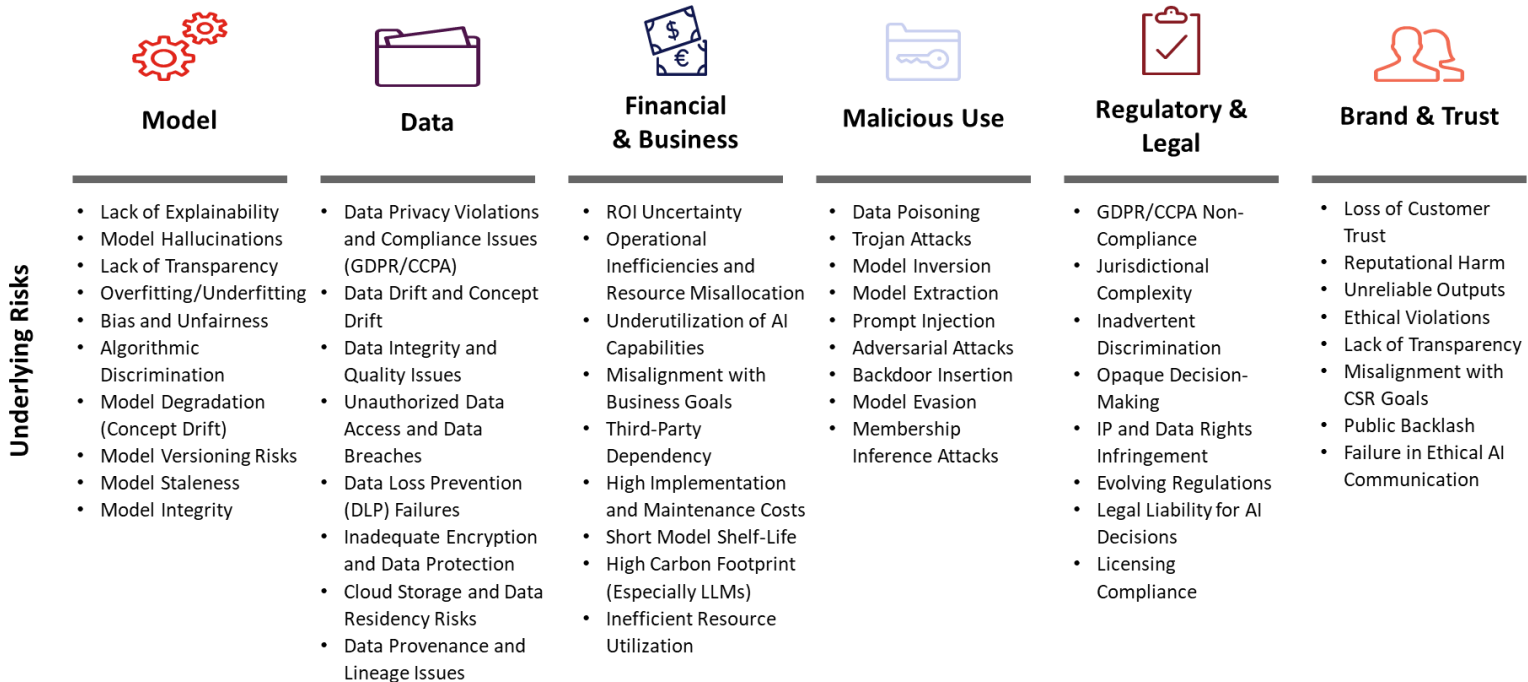 $
€
Model
Data
Financial
& Business
Malicious Use
Regulatory &
Legal
Brand & Trust
Underlying Risks
• Lack of Explainability
• Model Hallucinations
• Lack of Transparency
• Overfitting/Underfitting
• Bias and Unfairness
• Algorithmic
Discrimination
• Model Degradation
(Concept Drift)
• Model Versioning Risks
• Model Staleness
• Model Integrity
• Data Privacy Violations
and Compliance Issues
(GDPR/CCPA)
• Data Drift and Concept
Drift
• Data Integrity and
Quality Issues
• Unauthorized Data
Access and Data
Breaches
• Data Loss Prevention
(DLP) Failures
• Inadequate Encryption
and Data Protection
• Cloud Storage and Data
Residency Risks
• Data Provenance and
Lineage Issues
• ROI Uncertainty
• Operational
Inefficiencies and
Resource Misallocation
• Underutilization of AI
Capabilities
• Misalignment with
Business Goals
• Third-Party
Dependency
• High Implementation
and Maintenance Costs
• Short Model Shelf-Life
• High Carbon Footprint
(Especially LLMs)
• Inefficient Resource
Utilization
• Data Poisoning
• Trojan Attacks
• Model Inversion
• Model Extraction
• Prompt Injection
• Adversarial Attacks
• Backdoor Insertion
• Model Evasion
• Membership
Inference Attacks
• GDPR/CCPA Non-
Compliance
• Jurisdictional
Complexity
• Inadvertent
Discrimination
• Opaque Decision-
Making
• IP and Data Rights
Infringement
• Evolving Regulations
• Legal Liability for AI
Decisions
• Licensing
Compliance
• Loss of Customer
Trust
• Reputational Harm
• Unreliable Outputs
• Ethical Violations
• Lack of Transparency
• Misalignment with
CSR Goals
• Public Backlash
• Failure in Ethical AI
Communication